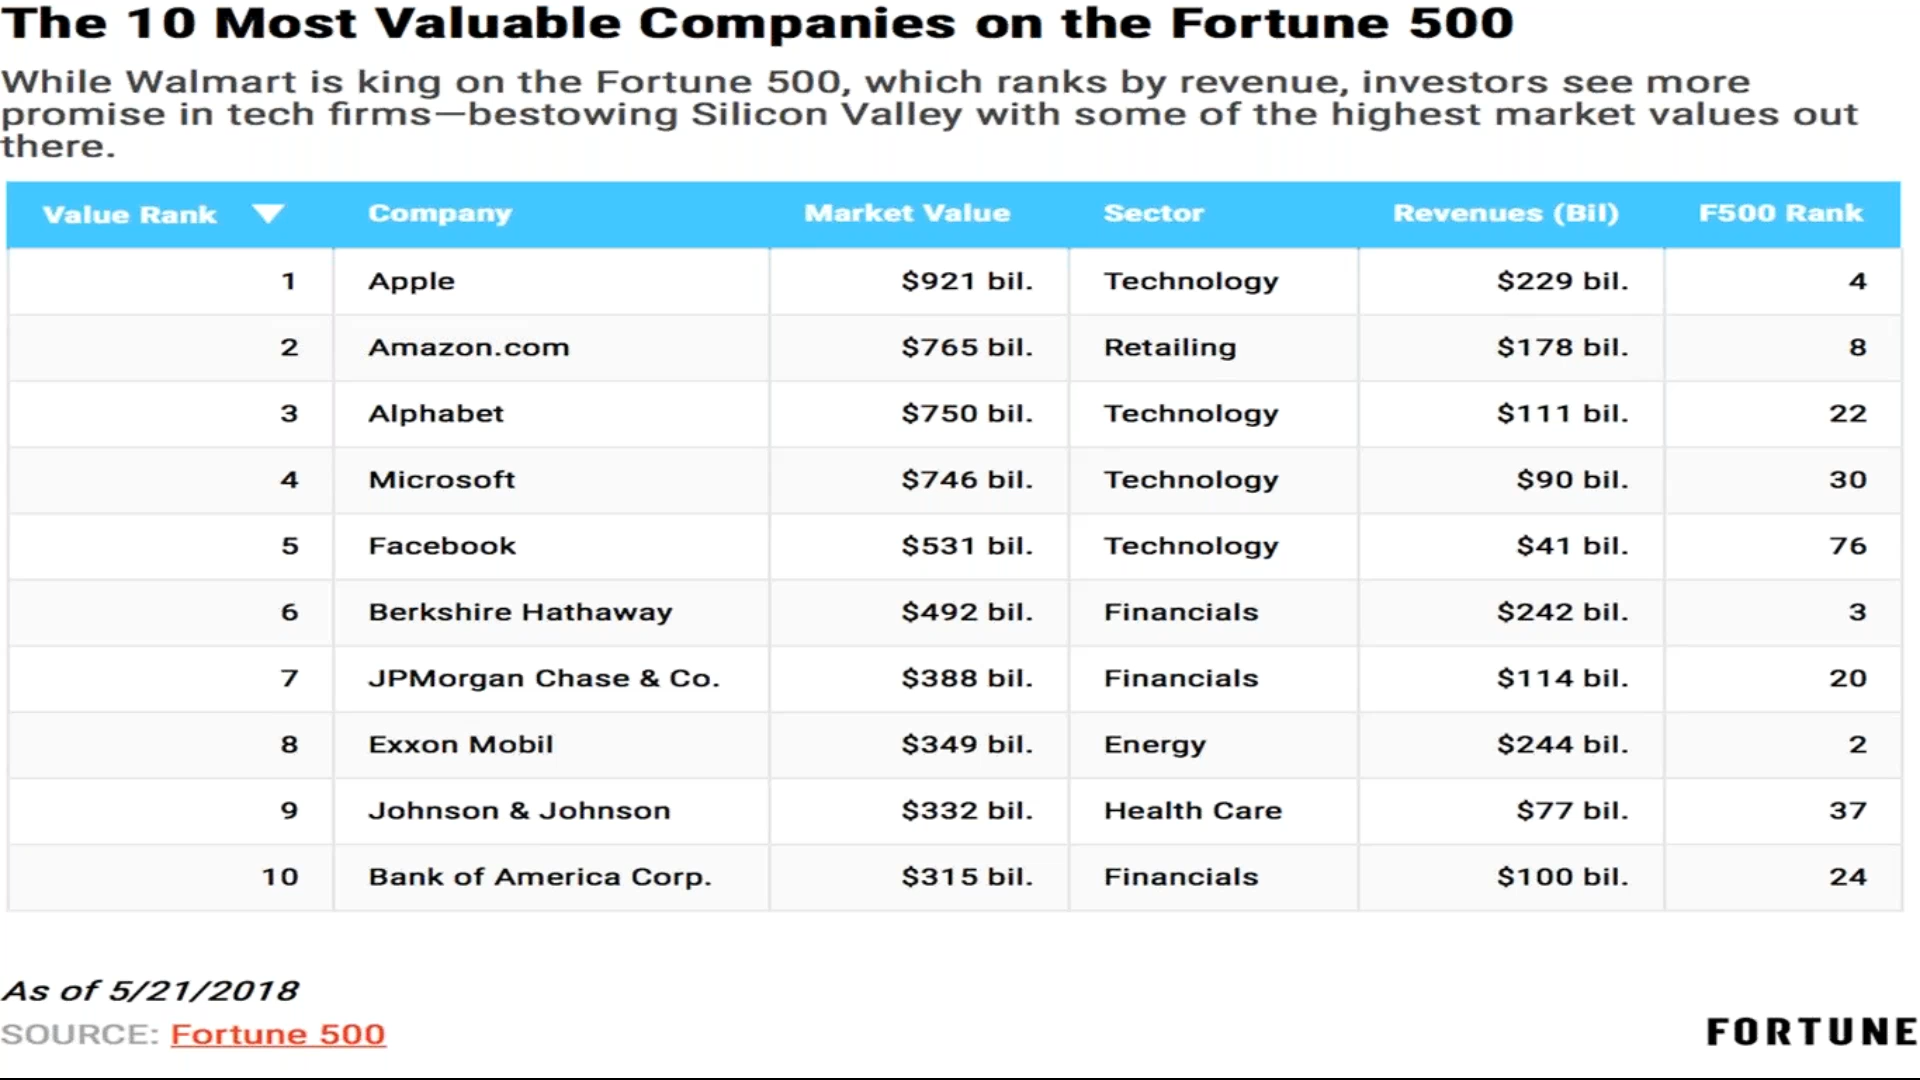 The 10 Most Valuable Companies on the Fortune 500
While Walmart is king on the Fortune 500, which ranks by revenue, investors see more
promise in tech firms—bestowing Silicon Valley with some of the highest market values out
there.
Value Rank ▼ Company Market Value Sector Revenues (Bil) F500 Rank
1 Apple $921 bil. Technology $229 bil. 4
2 Amazon.com $765 bil. Retailing $178 bil. 8
3 Alphabet $750 bil. Technology $111 bil. 22
4 Microsoft $746 bil. Technology $90 bil. 30
5 Facebook $531 bil. Technology $41 bil. 76
6 Berkshire Hathaway $492 bil. Financials $242 bil. 3
7 JPMorgan Chase & Co. $388 bil. Financials $114 bil. 20
8 Exxon Mobil $349 bil. Energy $244 bil. 2
9 Johnson & Johnson $332 bil. Health Care $77 bil. 37
10 Bank of America Corp. $315 bil. Financials $100 bil. 24
As of 5/21/2018
SOURCE: Fortune 500
FORTUNE